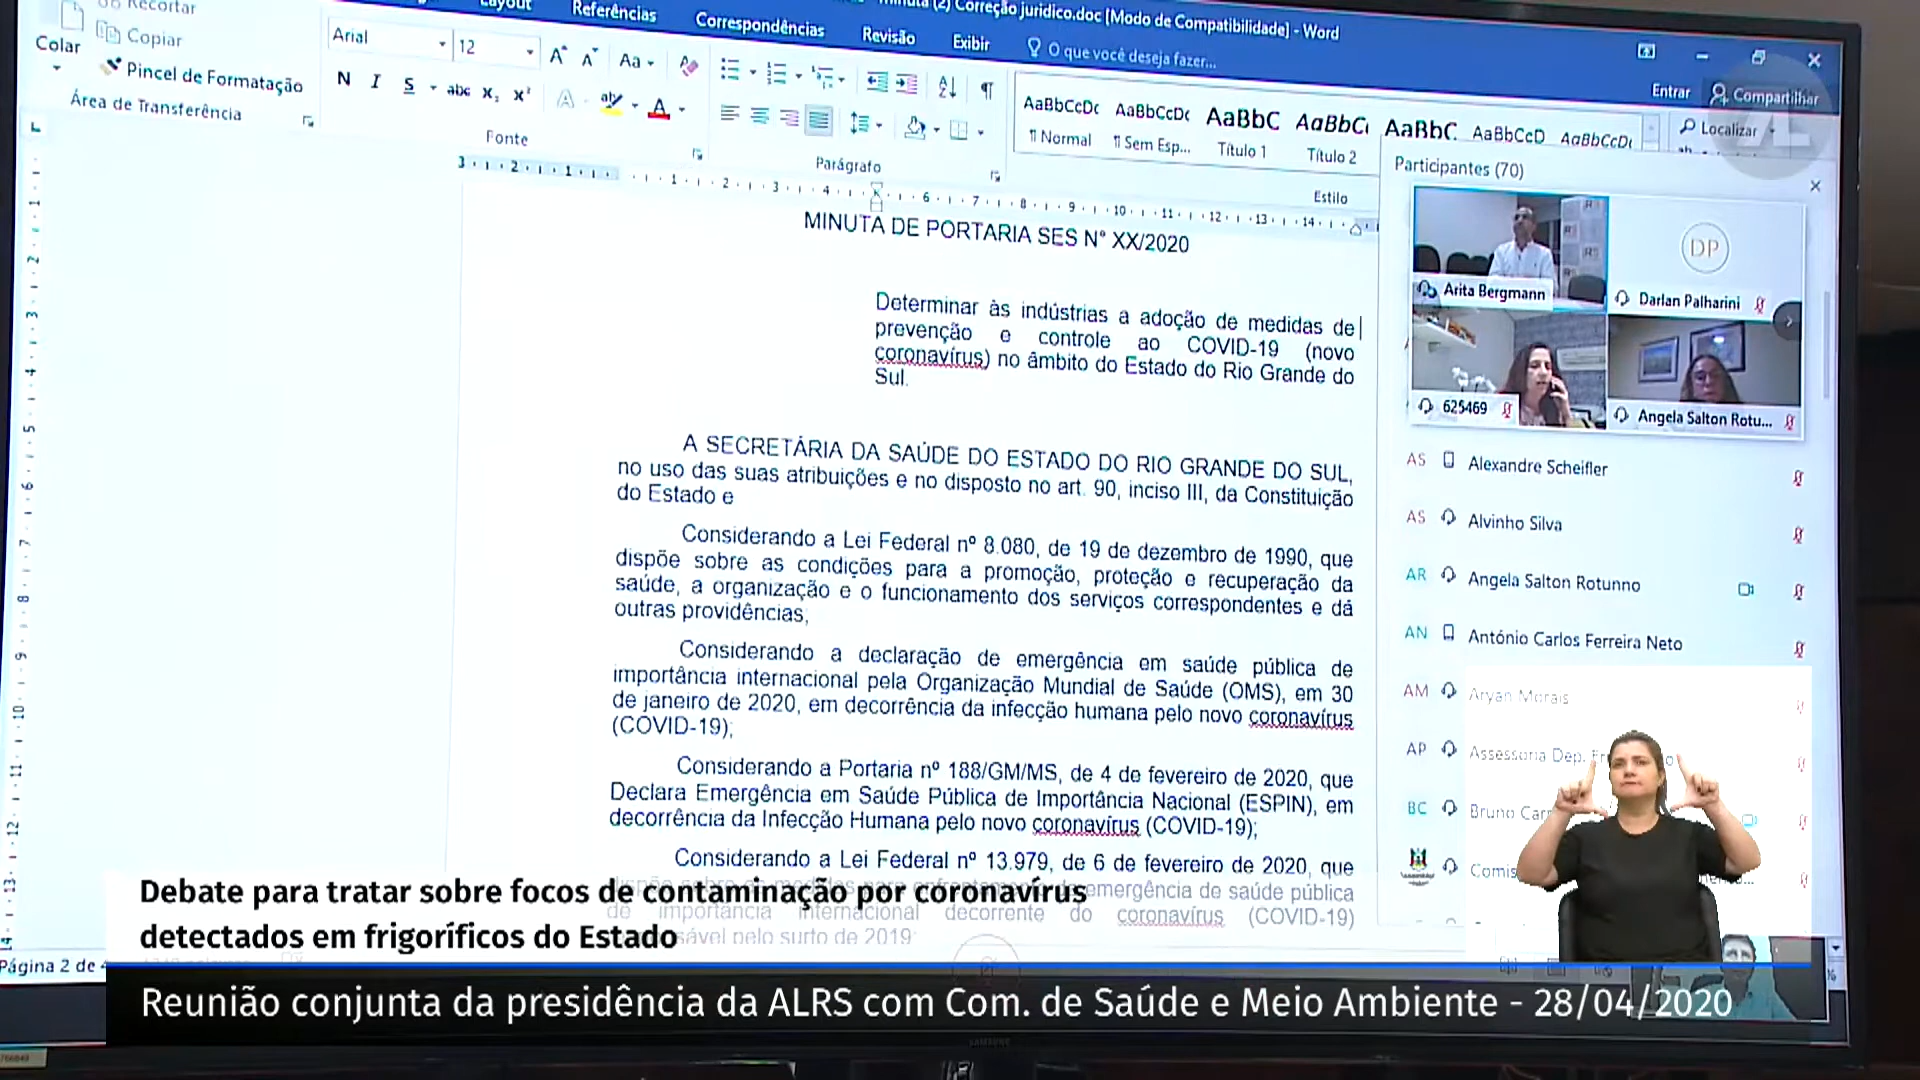 (2) Correção juridico.doc [Modo de Compatibilidade] - Word
Recortar
Layout
Referências
Correspondências
Revisão
Exibir
O que você deseja fazer...
Entrar
Compartilhar
Colar
Copiar
Pincel de Formatação
Área de Transferência
Arial
12
Aa
N I S abc X₂ X²
Fonte
Parágrafo
AaBbCcDc AaBbCcDc AaBbC AaBbC AaBbC AaBbCcD AaBbCcDc
¶ Normal
¶ Sem Esp...
Título 1
Título 2
Estilo
Localizar
MINUTA DE PORTARIA SES N° XX/2020
Determinar às indústrias a adoção de medidas de
prevenção e controle ao COVID-19 (novo
coronavírus) no âmbito do Estado do Rio Grande do
Sul.
A SECRETÁRIA DA SAÚDE DO ESTADO DO RIO GRANDE DO SUL,
no uso das suas atribuições e no disposto no art. 90, inciso III, da Constituição
do Estado e
Considerando a Lei Federal nº 8.080, de 19 de dezembro de 1990, que
dispõe sobre as condições para a promoção, proteção e recuperação da
saúde, a organização e o funcionamento dos serviços correspondentes e dá
outras providências;
Considerando a declaração de emergência em saúde pública de
importância internacional pela Organização Mundial de Saúde (OMS), em 30
de janeiro de 2020, em decorrência da infecção humana pelo novo coronavírus
(COVID-19);
Considerando a Portaria nº 188/GM/MS, de 4 de fevereiro de 2020, que
Declara Emergência em Saúde Pública de Importância Nacional (ESPIN), em
decorrência da Infecção Humana pelo novo coronavírus (COVID-19);
Considerando a Lei Federal nº 13.979, de 6 de fevereiro de 2020, que
emergência de saúde pública
de importância internacional decorrente do coronavírus (COVID-19)
pelo surto de 2019;
Página 2 de
Participantes (70)
Arita Bergmann
DP
Darlan Palharini
625469
Angela Salton Rotu...
AS Alexandre Scheifler
AS Alvinho Silva
AR Angela Salton Rotunno
AN António Carlos Ferreira Neto
AM Aryan Morais
AP Assessoria Dep.
BC Bruno
Comis
Debate para tratar sobre focos de contaminação por coronavírus
detectados em frigoríficos do Estado
Reunião conjunta da presidência da ALRS com Com. de Saúde e Meio Ambiente - 28/04/2020
SAMSUNG